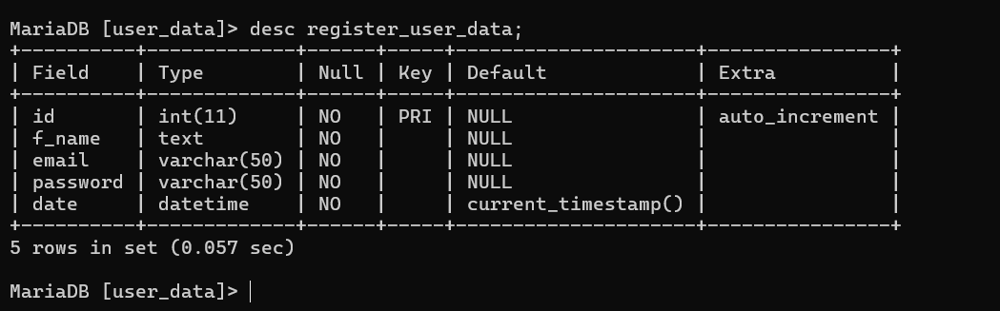 MariaDB [user_data]> desc register_user_data;
+----------+-------------+------+-----+---------------------+----------------+
| Field    | Type        | Null | Key | Default             | Extra          |
+----------+-------------+------+-----+---------------------+----------------+
| id       | int(11)     | NO   | PRI | NULL                | auto_increment |
| f_name   | text        | NO   |     | NULL                |                |
| email    | varchar(50) | NO   |     | NULL                |                |
| password | varchar(50) | NO   |     | NULL                |                |
| date     | datetime    | NO   |     | current_timestamp() |                |
+----------+-------------+------+-----+---------------------+----------------+
5 rows in set (0.057 sec)
MariaDB [user_data]>